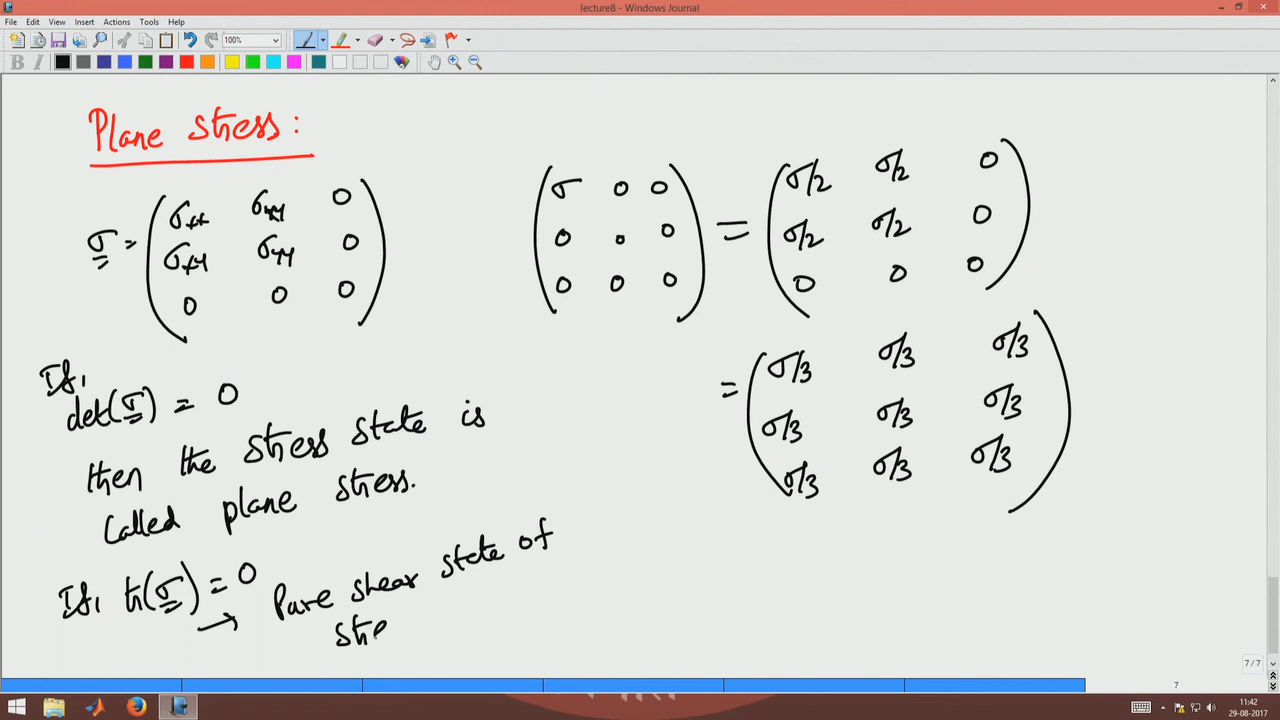 lecture8 - Windows Journal
File Edit View Insert Actions Tools Help
100%
Plane stress:
σ = ( σxx σxy 0
σxy σyy 0
0 0 0 )
( σ 0 0
0 0 0
0 0 0 )
= ( σ/2 σ/2 0
σ/2 σ/2 0
0 0 0 )
= ( σ/3 σ/3 σ/3
σ/3 σ/3 σ/3
σ/3 σ/3 σ/3 )
If,
det(σ) = 0
then the stress state is
called plane stress.
If, tr(σ) = 0
→ Pure shear state of
stre
7 / 7
7
11:42
29-08-2017